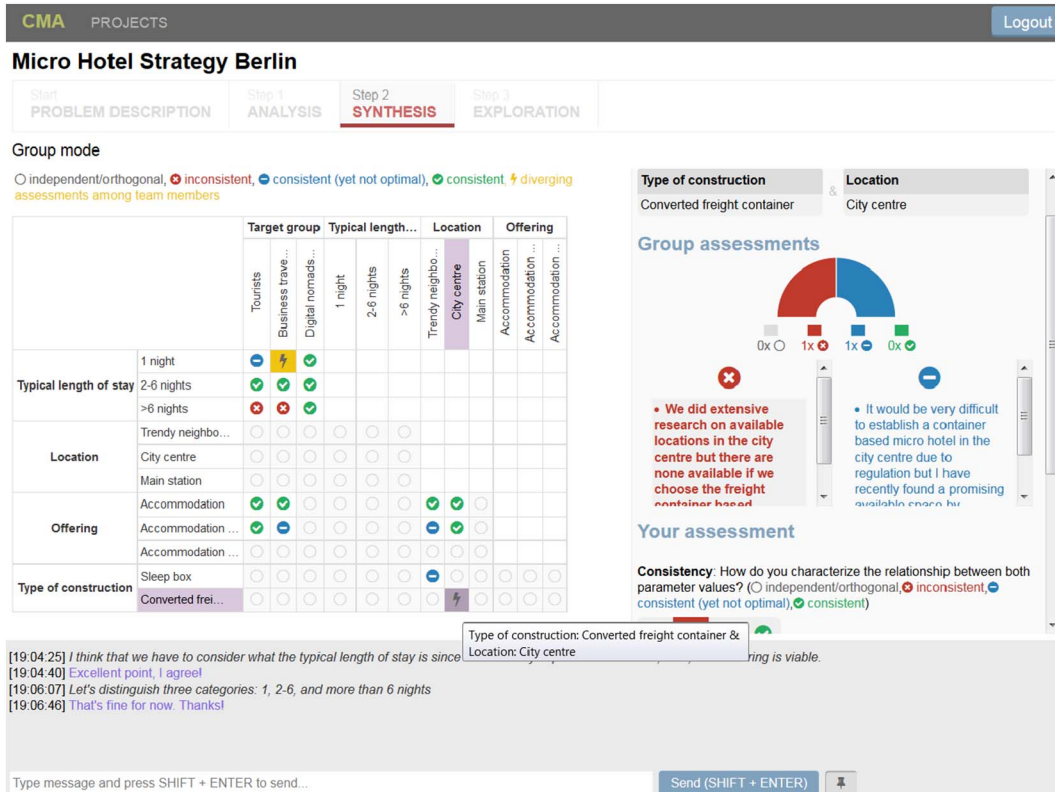 CMA PROJECTS Logout
Micro Hotel Strategy Berlin
Start
PROBLEM DESCRIPTION
Step 1
ANALYSIS
Step 2
SYNTHESIS
Step 3
EXPLORATION
Group mode
independent/orthogonal, inconsistent, consistent (yet not optimal), consistent, diverging
assessments among team members
Target group Typical length... Location Offering
Tourists
Business trave...
Digital nomads...
1 night
2-6 nights
>6 nights
Trendy neighbo...
City centre
Main station
Accommodation
Accommodation ...
Accommodation ...
Typical length of stay
1 night
2-6 nights
>6 nights
Location
Trendy neighbo...
City centre
Main station
Offering
Accommodation
Accommodation ...
Accommodation ...
Type of construction
Sleep box
Converted frei...
Type of construction & Location
Converted freight container City centre
Group assessments
0x 1x 1x 0x
• We did extensive
research on available
locations in the city
centre but there are
none available if we
choose the freight
container based
• It would be very difficult
to establish a container
based micro hotel in the
city centre due to
regulation but I have
recently found a promising
available space by
Your assessment
Consistency: How do you characterize the relationship between both
parameter values? (independent/orthogonal, inconsistent,
consistent (yet not optimal), consistent)
Type of construction: Converted freight container &
Location: City centre
[19:04:25] I think that we have to consider what the typical length of stay is since ring is viable.
[19:04:40] Excellent point, I agree!
[19:06:07] Let's distinguish three categories: 1, 2-6, and more than 6 nights
[19:06:46] That's fine for now. Thanks!
Type message and press SHIFT + ENTER to send...
Send (SHIFT + ENTER)